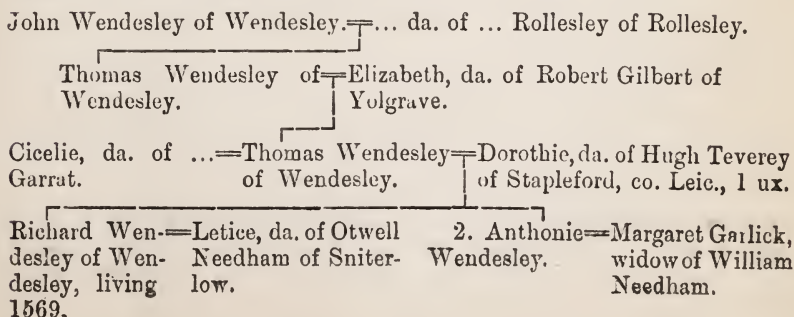 John Wendesley of Wendesley.=... da. of ... Rollesley of Rollesley.
Thomas Wendesley of=Elizabeth, da. of Robert Gilbert of
Wendesley. Yolgrave.
Cicelie, da. of ...=Thomas Wendesley=Dorothie, da. of Hugh Teverey
Garrat. of Wendesley. of Stapleford, co. Leic., 1 ux.
Richard Wen-=Letice, da. of Otwell 2. Anthonie=Margaret Garlick,
desley of Wen- Needham of Sniter- Wendesley. widow of William
desley, living low. Needham.
1569.